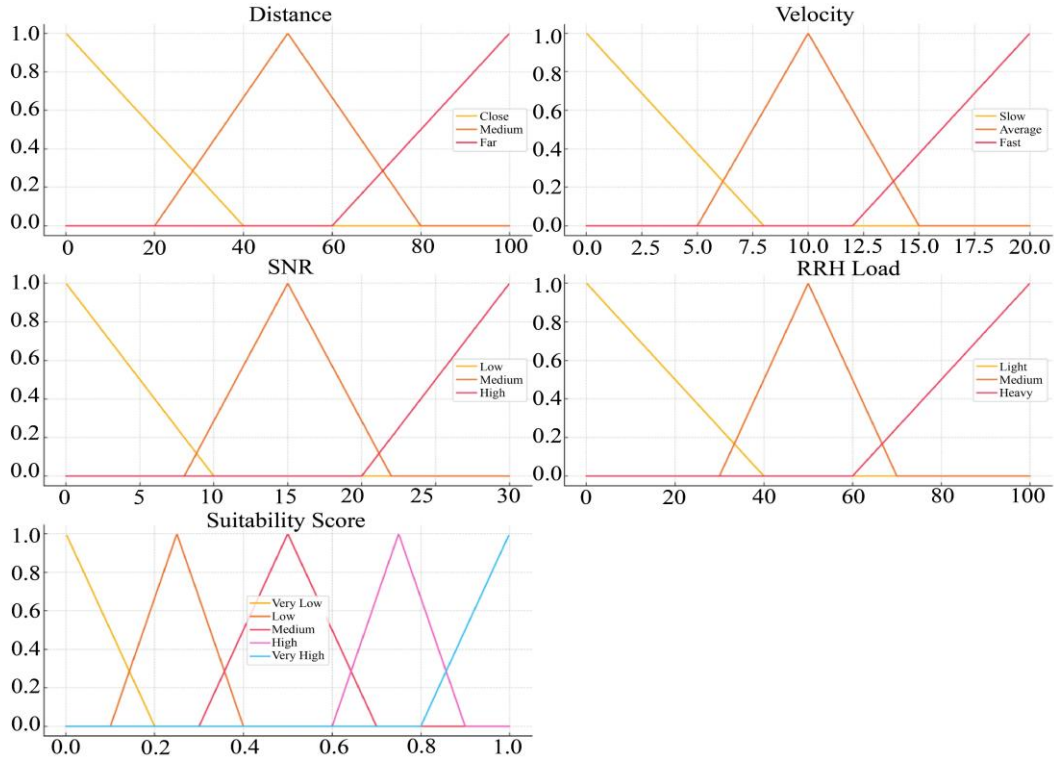 Distance
1.0
0.8
0.6
0.4
0.2
0.0
Close
Medium
Far
0 20 40 60 80 100
Velocity
1.0
0.8
0.6
0.4
0.2
0.0
Slow
Average
Fast
0.0 2.5 5.0 7.5 10.0 12.5 15.0 17.5 20.0
SNR
1.0
0.8
0.6
0.4
0.2
0.0
Low
Medium
High
0 5 10 15 20 25 30
RRH Load
1.0
0.8
0.6
0.4
0.2
0.0
Light
Medium
Heavy
0 20 40 60 80 100
Suitability Score
1.0
0.8
0.6
0.4
0.2
0.0
Very Low
Low
Medium
High
Very High
0.0 0.2 0.4 0.6 0.8 1.0